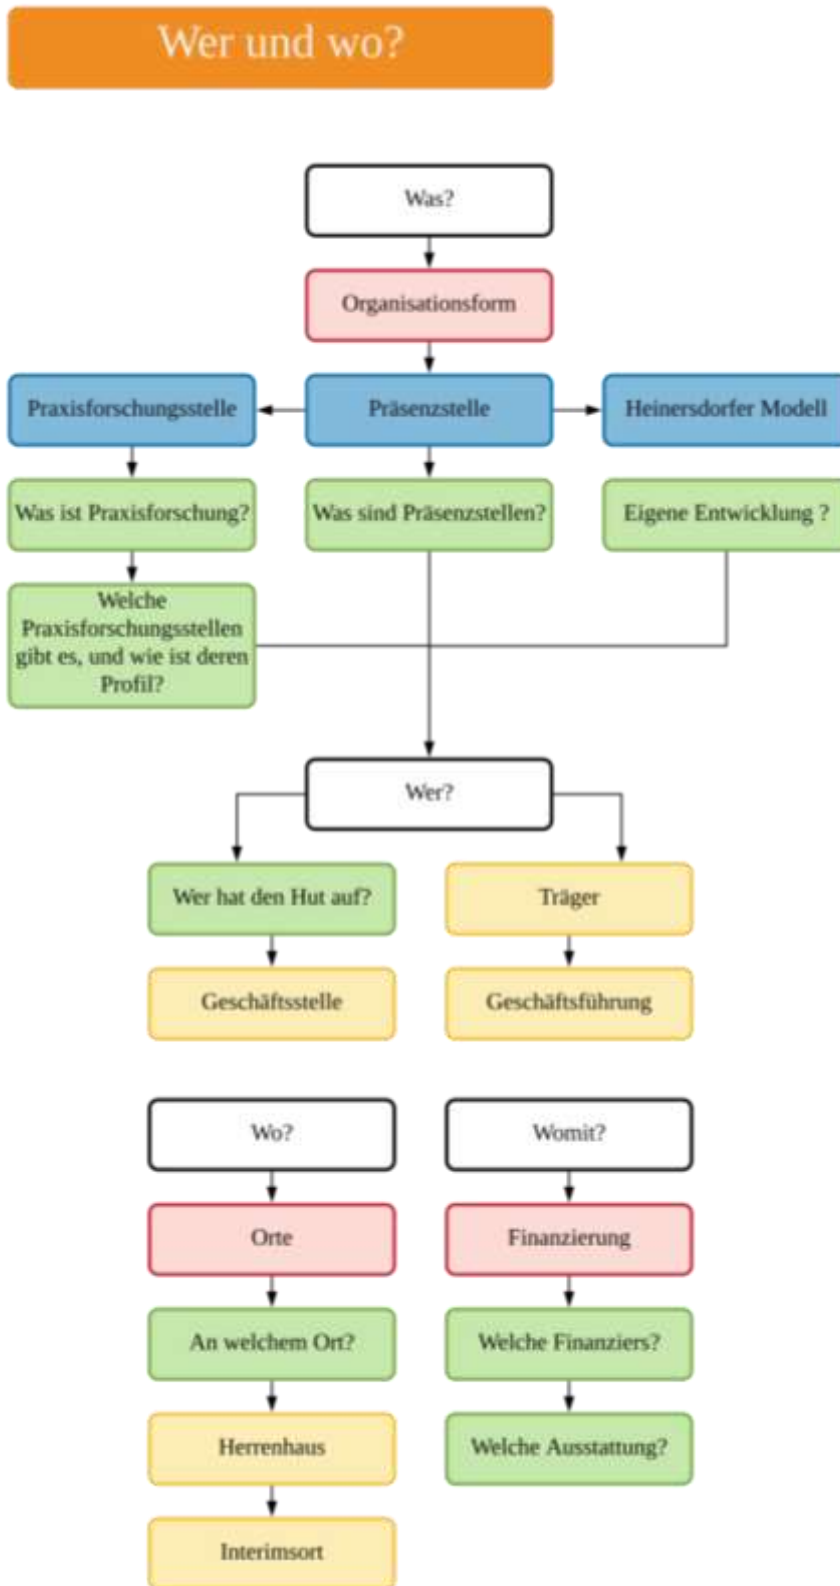 Wer und wo?
Was?
Organisationsform
Praxisforschungsstelle
Präsenzstelle
Heinersdorfer Modell
Was ist Praxisforschung?
Was sind Präsenzstellen?
Eigene Entwicklung ?
Welche
Praxisforschungsstellen
gibt es, und wie ist deren
Profil?
Wer?
Wer hat den Hut auf?
Träger
Geschäftsstelle
Geschäftsführung
Wo?
Womit?
Orte
Finanzierung
An welchem Ort?
Welche Finanziers?
Herrenhaus
Welche Ausstattung?
Interimsort